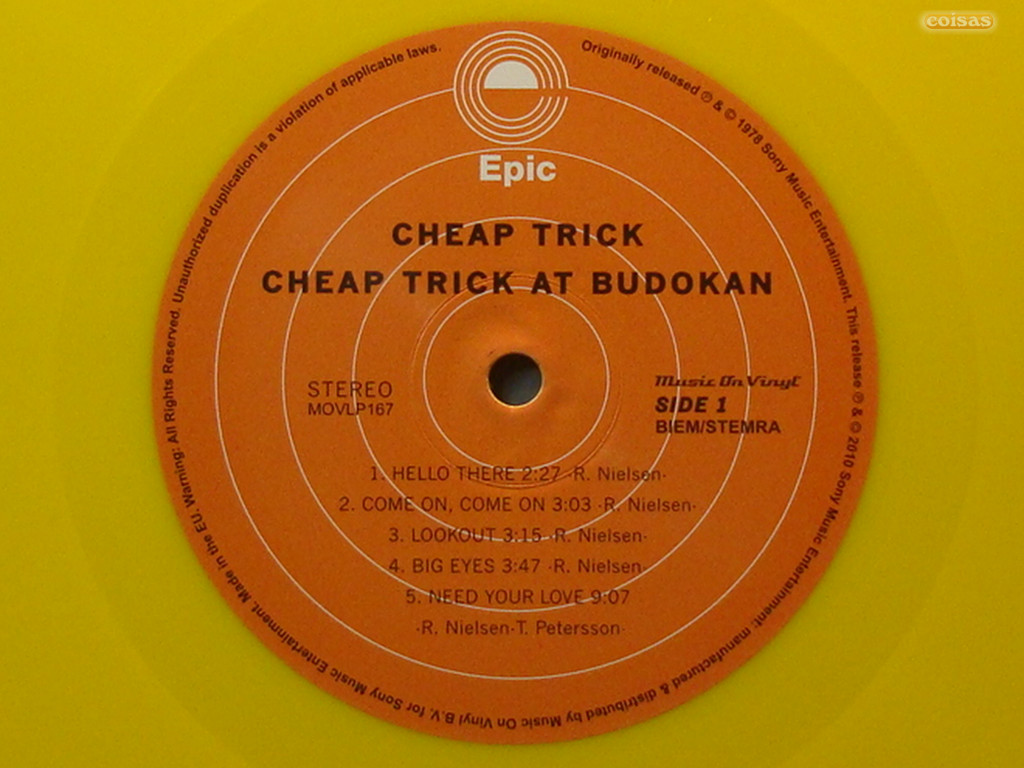 coisas
Epic
CHEAP TRICK
CHEAP TRICK AT BUDOKAN
STEREO
MOVLP167
Music On Vinyl
SIDE 1
BIEM/STEMRA
1. HELLO THERE 2:27 ·R. Nielsen·
2. COME ON, COME ON 3:03 ·R. Nielsen·
3. LOOKOUT 3:15 ·R. Nielsen·
4. BIG EYES 3:47 ·R. Nielsen·
5. NEED YOUR LOVE 9:07
·R. Nielsen·T. Petersson·
Originally released ℗ & © 1978 Sony Music Entertainment. This release ℗ & © 2010 Sony Music Entertainment: manufactured & distributed by Music On Vinyl B.V. for Sony Music Entertainment. Made in the EU. Warning: All Rights Reserved. Unauthorized duplication is a violation of applicable laws.